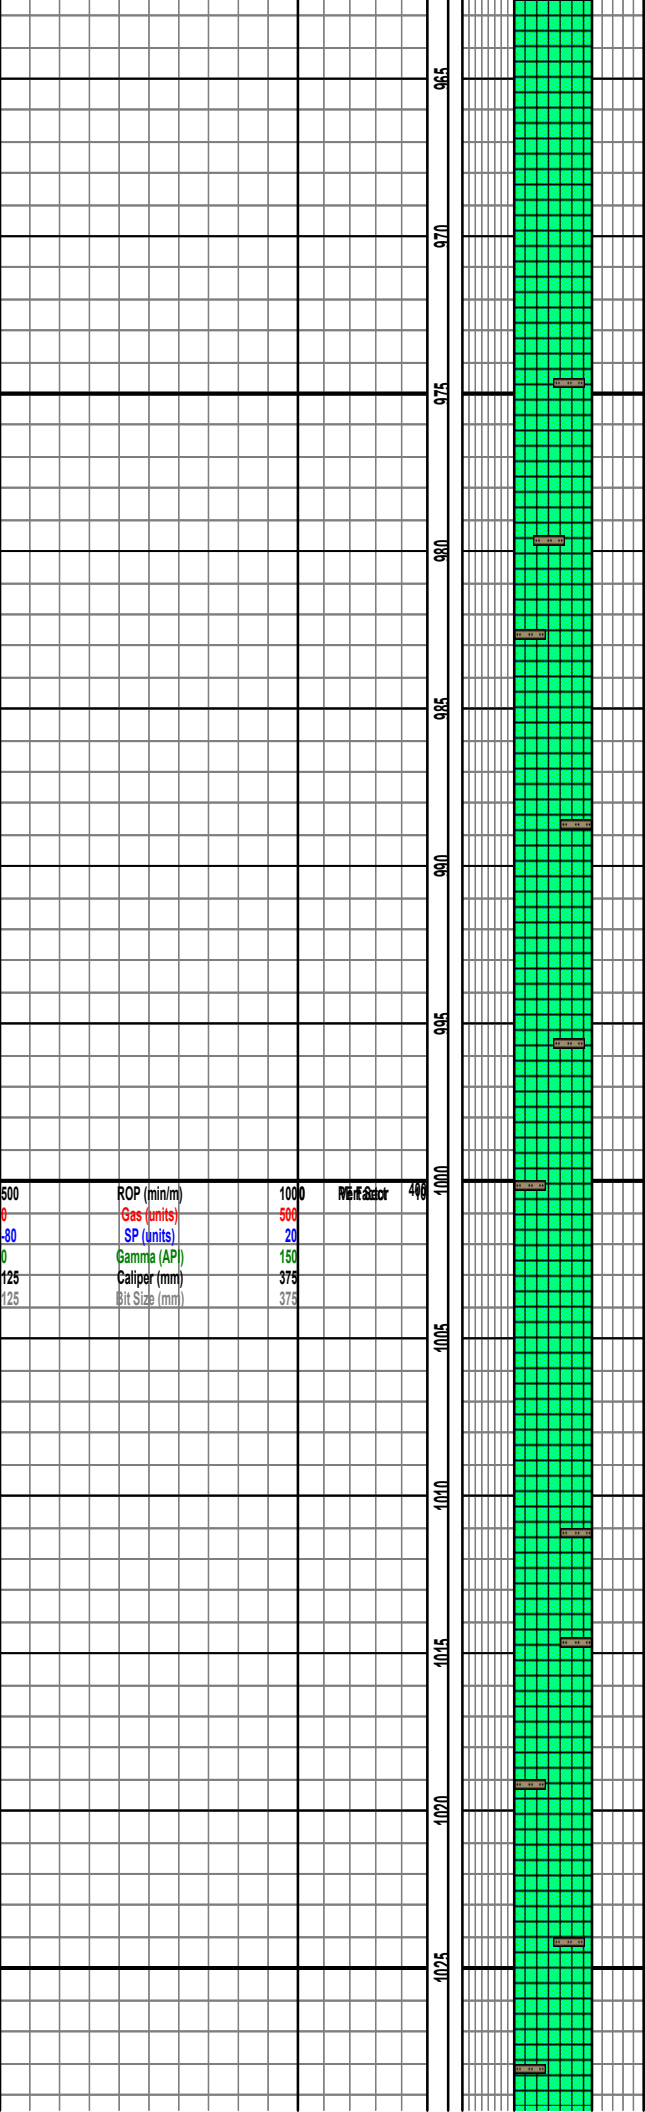 965
970
975
980
985
990
995
1000
500 ROP (min/m) 1000
0 Gas (units) 500
-80 SP (units) 20
0 Gamma (API) 150
125 Caliper (mm) 375
125 Bit Size (mm) 375
1005
1010
1015
1020
1025